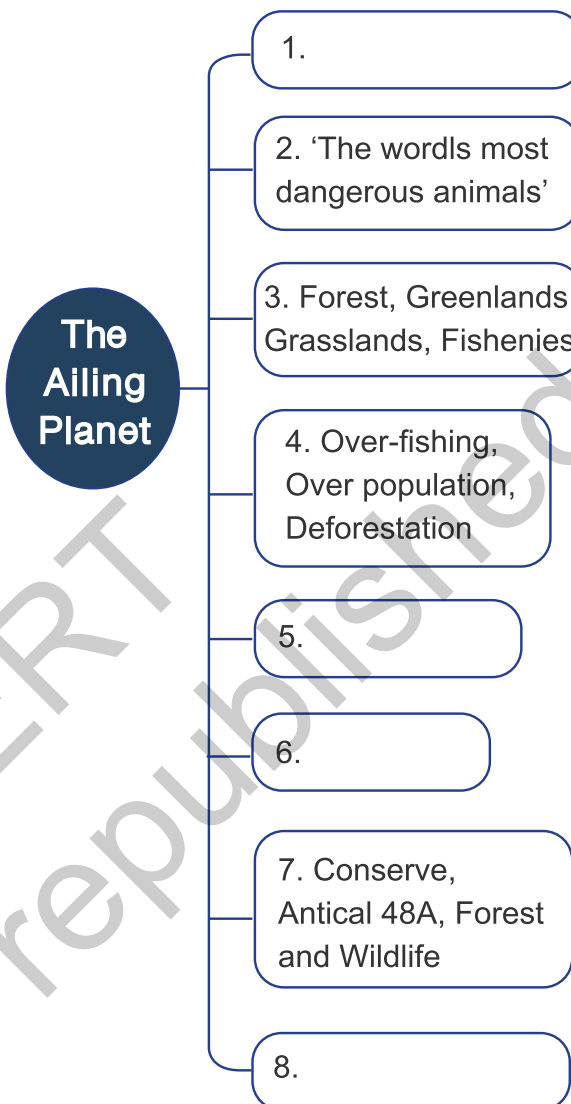 1.
2. ‘The wordls most
dangerous animals’
3. Forest, Greenlands
Grasslands, Fishenies
The
Ailing
Planet
4. Over-fishing,
Over population,
Deforestation
5.
6.
7. Conserve,
Antical 48A, Forest
and Wildlife
8.
republished